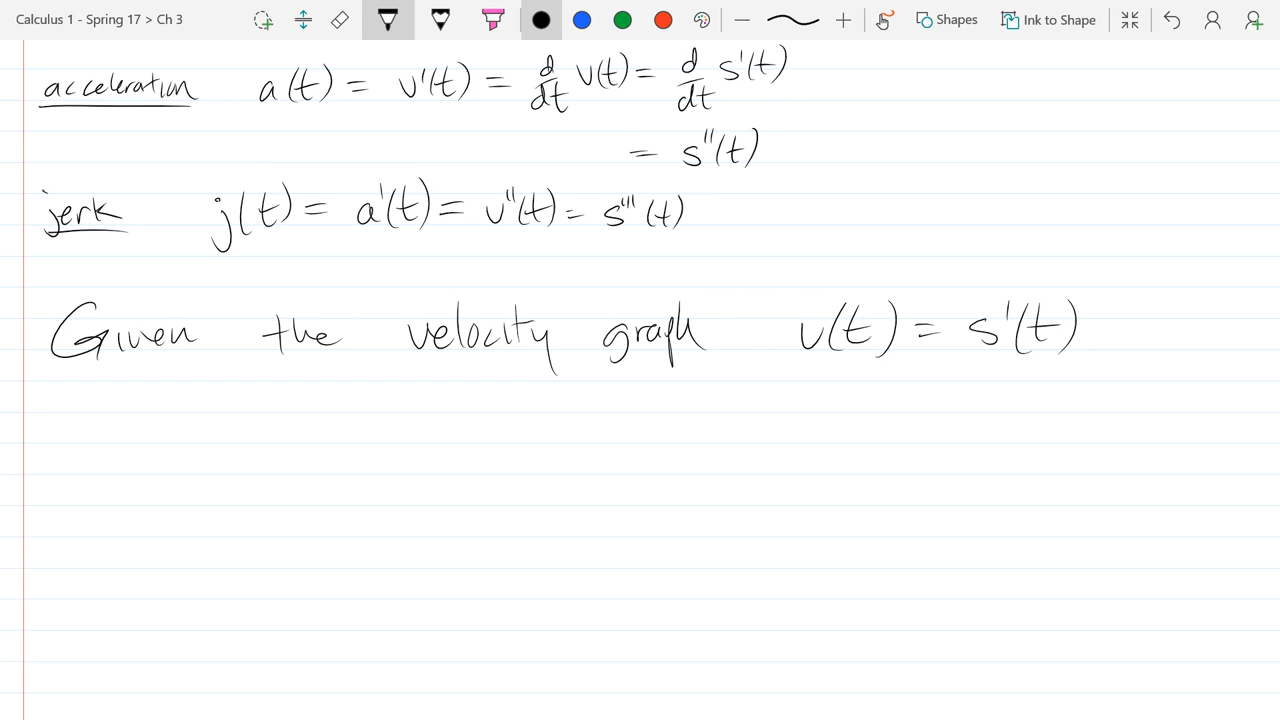 Calculus 1 - Spring 17 > Ch 3 Shapes Ink to Shape
acceleration a(t) = v'(t) = d/dt v(t) = d/dt s'(t)
= s''(t)
jerk j(t) = a'(t) = v''(t) = s'''(t)
Given the velocity graph v(t) = s'(t)